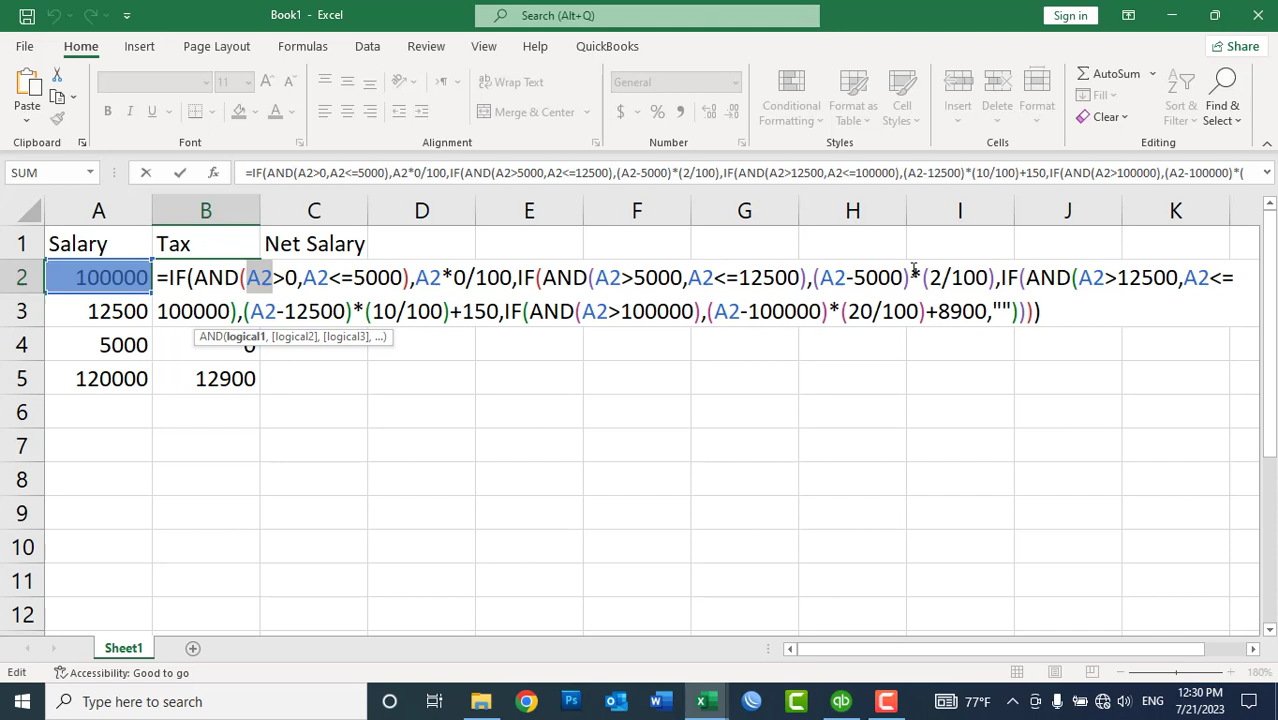 Book1 - Excel
Search (Alt+Q)
Sign in
File Home Insert Page Layout Formulas Data Review View Help QuickBooks
Share
Paste
Clipboard
11
B I U
A A
Font
Wrap Text
Merge & Center
Alignment
General
$ % ,
Number
Conditional Formatting
Format as Table
Cell Styles
Styles
Insert Delete Format
Cells
AutoSum
Fill
Clear
Sort & Filter
Find & Select
Editing
SUM
fx
=IF(AND(A2>0,A2<=5000),A2*0/100,IF(AND(A2>5000,A2<=12500),(A2-5000)*(2/100),IF(AND(A2>12500,A2<=100000),(A2-12500)*(10/100)+150,IF(AND(A2>100000),(A2-100000)*(
A B C D E F G H I J K
1 Salary Tax Net Salary
2 100000 =IF(AND(A2>0,A2<=5000),A2*0/100,IF(AND(A2>5000,A2<=12500),(A2-5000)*(2/100),IF(AND(A2>12500,A2<=
3 12500 100000),(A2-12500)*(10/100)+150,IF(AND(A2>100000),(A2-100000)*(20/100)+8900,""))))
AND(logical1, [logical2], [logical3], ...)
4 5000 0
5 120000 12900
6
7
8
9
10
11
12
Sheet1
Edit
Accessibility: Good to go
180%
Type here to search
77°F
ENG
12:30 PM
7/21/2023